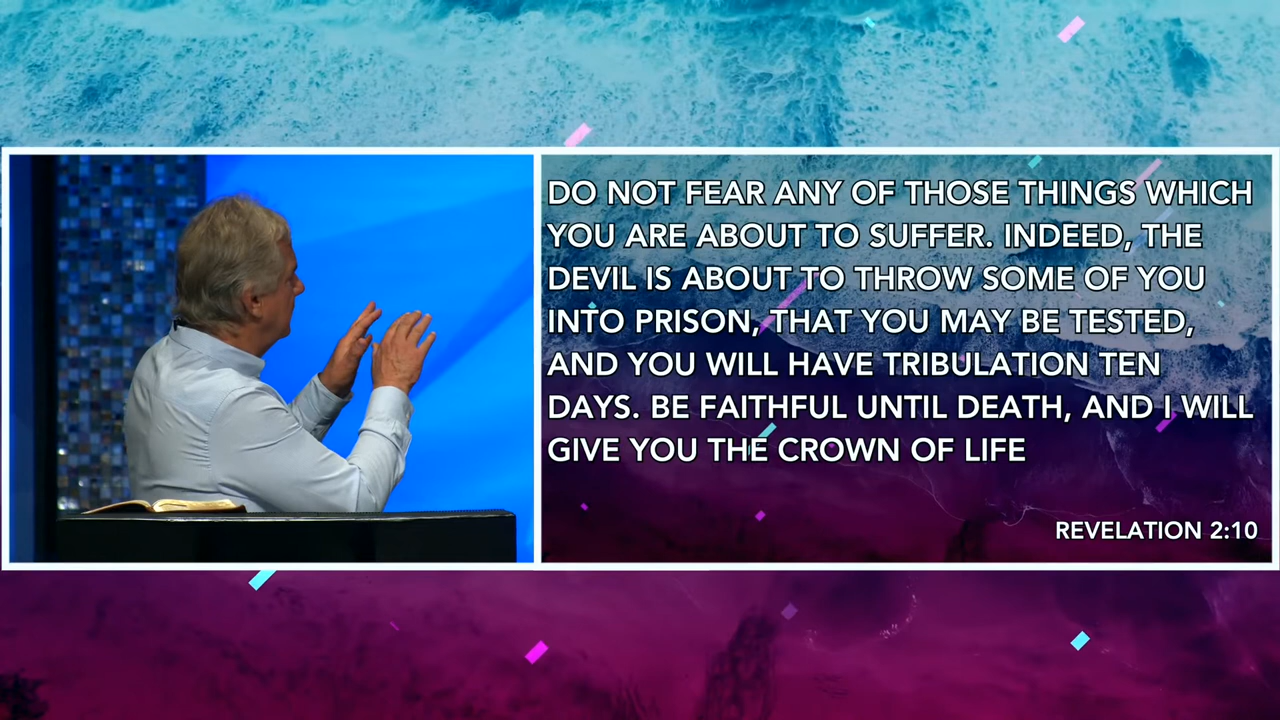 DO NOT FEAR ANY OF THOSE THINGS WHICH
YOU ARE ABOUT TO SUFFER. INDEED, THE
DEVIL IS ABOUT TO THROW SOME OF YOU
INTO PRISON, THAT YOU MAY BE TESTED,
AND YOU WILL HAVE TRIBULATION TEN
DAYS. BE FAITHFUL UNTIL DEATH, AND I WILL
GIVE YOU THE CROWN OF LIFE
REVELATION 2:10